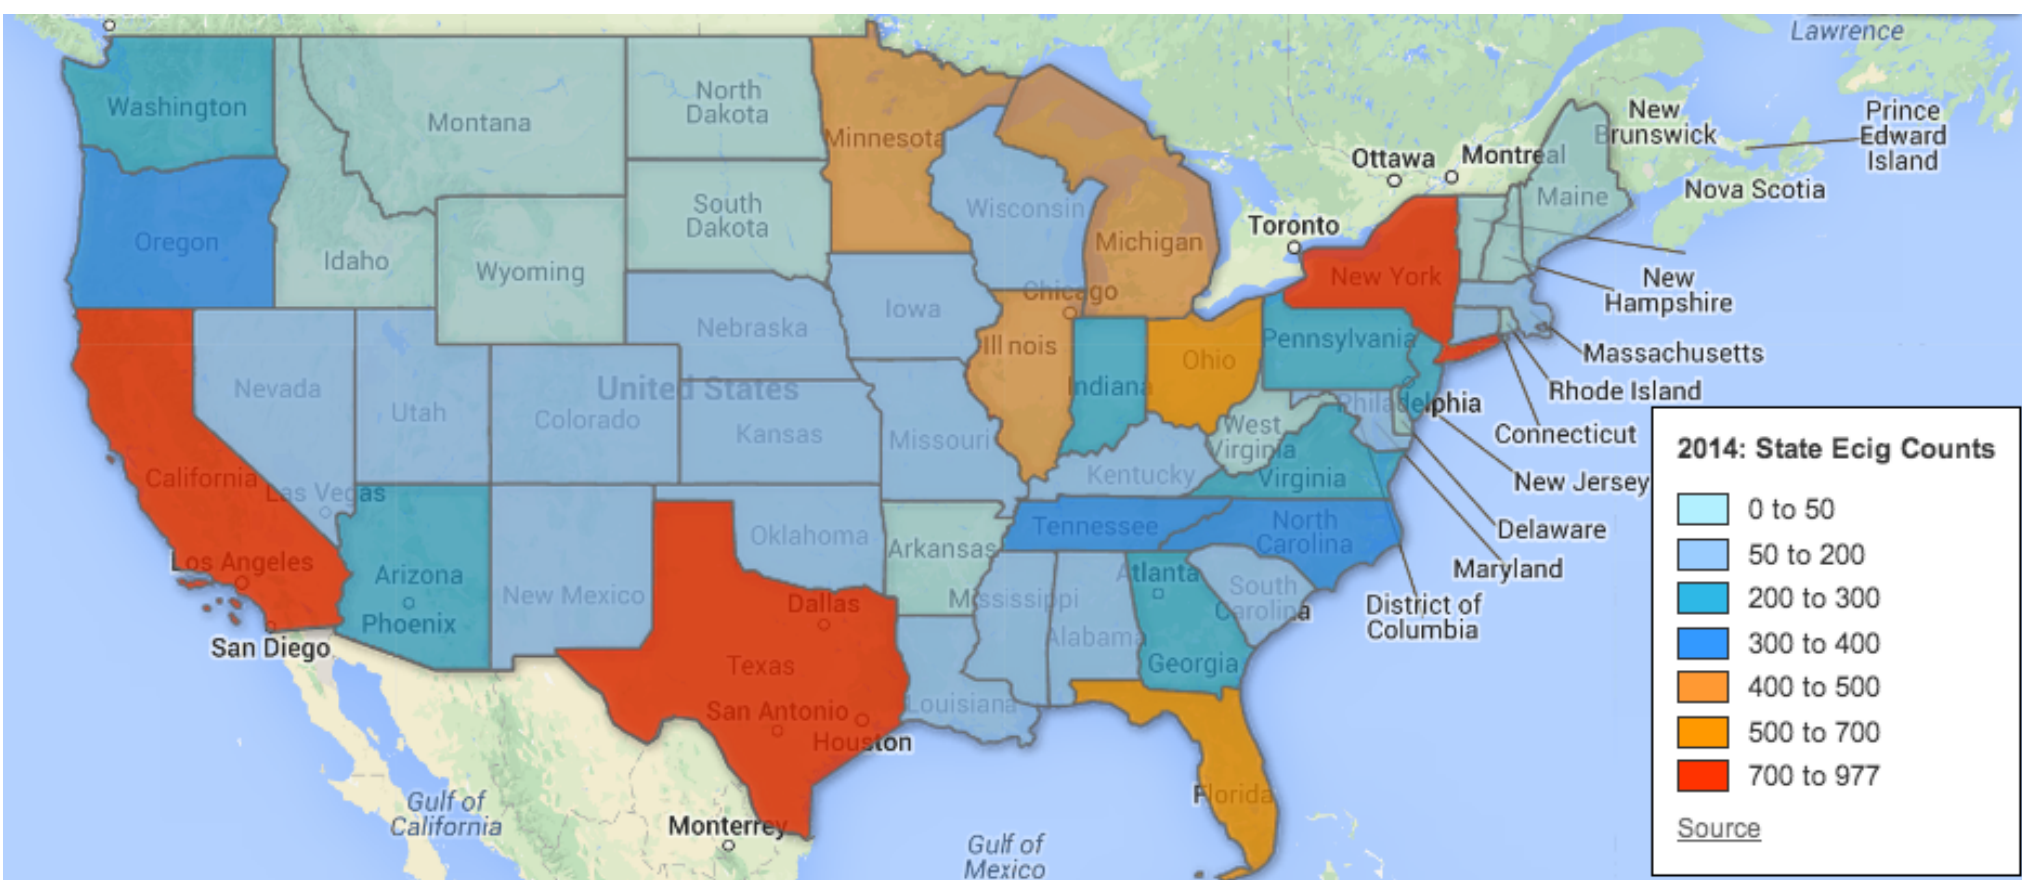 Lawrence
New
Brunswick
Prince
Edward
Island
Washington
Montana
North
Dakota
Minnesota
Ottawa
Montreal
Maine
Nova Scotia
South
Dakota
Wisconsin
Oregon
Idaho
Wyoming
Michigan
Toronto
New York
New
Hampshire
Chicago
Iowa
Nebraska
Ill nois
Ohio
Pennsylvania
Massachusetts
Nevada
United States
Indiana
Rhode Island
Utah
Colorado
Kansas
Missouri
Philadelphia
West
Virginia
Connecticut
California
Las Vegas
Kentucky
Virginia
New Jersey
Oklahoma
Tennessee
North
Carolina
Delaware
Arkansas
Los Angeles
Arizona
Phoenix
New Mexico
Atlanta
Maryland
Mississippi
South
Carolina
District of
Columbia
Dallas
San Diego
Alabama
Texas
Georgia
San Antonio
Louisiana
Houston
Gulf of
California
Florida
Monterrey
Gulf of
Mexico
2014: State Ecig Counts
0 to 50
50 to 200
200 to 300
300 to 400
400 to 500
500 to 700
700 to 977
Source